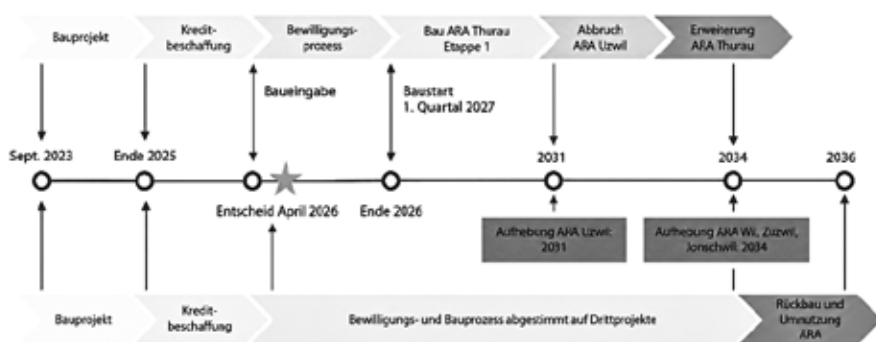 Bauprojekt
Kredit-
beschaffung
Bewilligungs-
prozess
Bau ARA Thurau
Etappe 1
Abbruch
ARA Uzwil
Erweiterung
ARA Thurau
Baueingabe
Baustart
1. Quartal 2027
Sept. 2023
Ende 2025
2031
2034
2036
Entscheid April 2026
Ende 2026
Aufhebung ARA Uzwil:
2031
Aufhebung ARA Wil, Zuzwil,
Jonschwil: 2034
Bauprojekt
Kredit-
beschaffung
Bewilligungs- und Bauprozess abgestimmt auf Drittprojekte
Rückbau und
Umnutzung
ARA